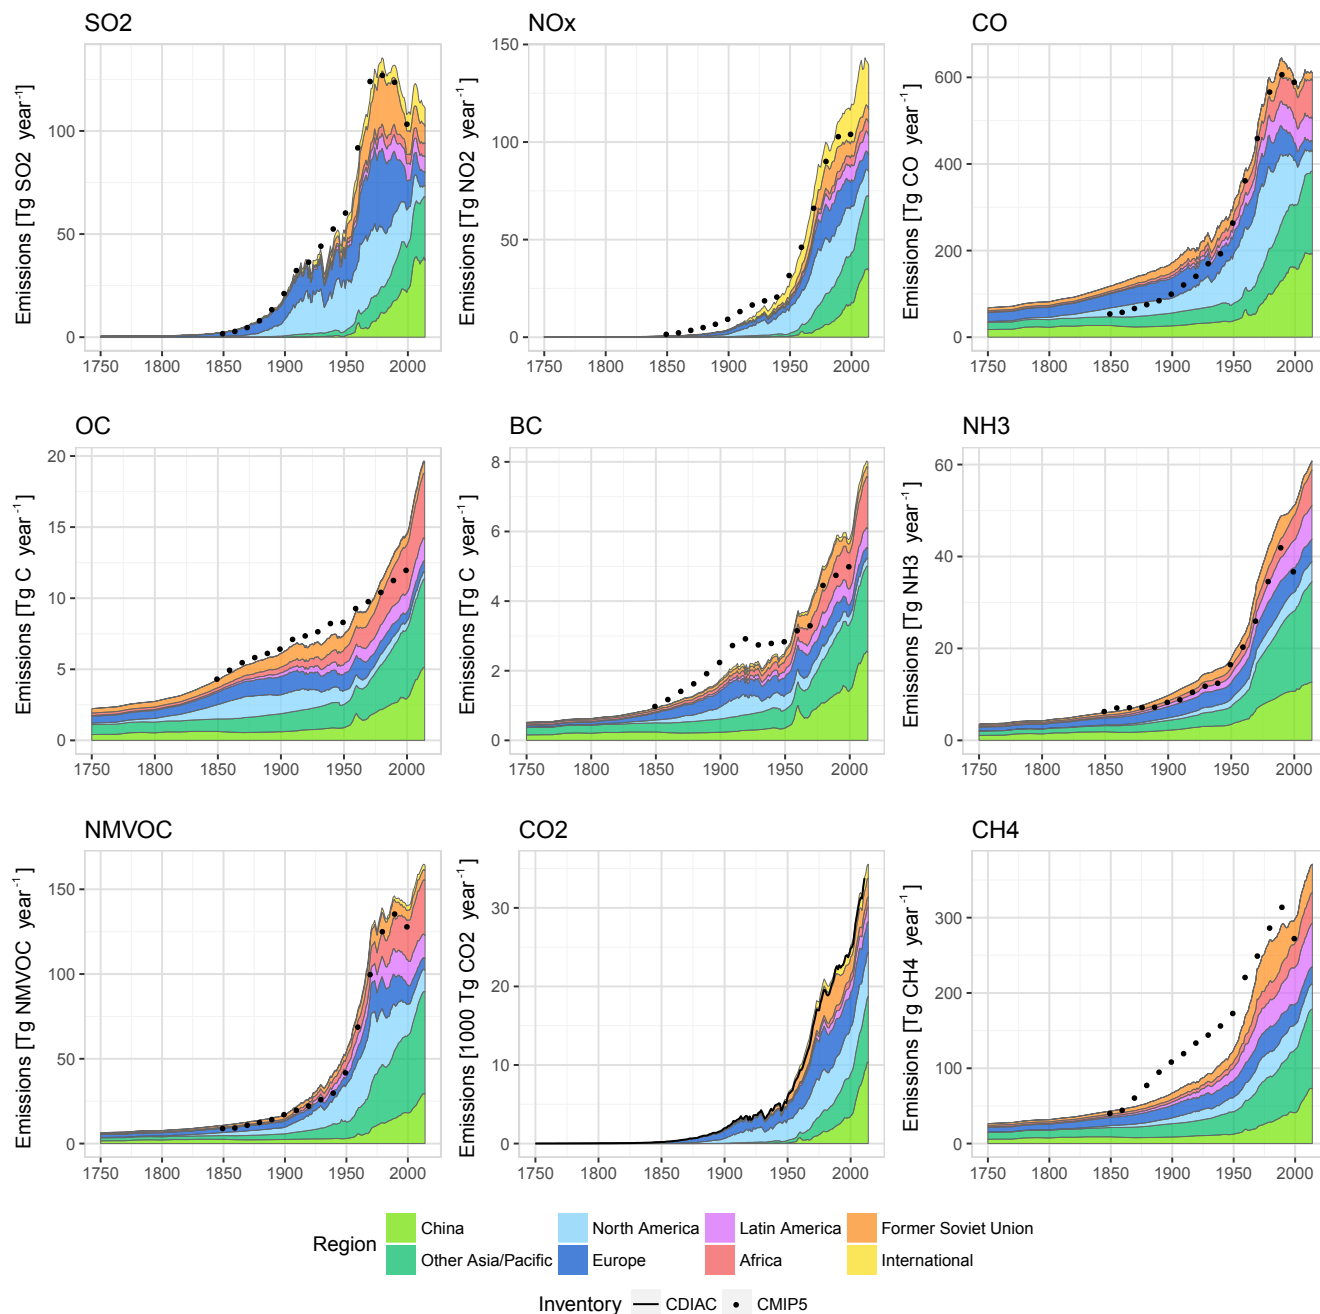 SO2
NOx
CO
Emissions [Tg SO2 year-1]
150
100
50
0
1750 1800 1850 1900 1950 2000
Emissions [Tg NO2 year-1]
150
100
50
0
1750 1800 1850 1900 1950 2000
Emissions [Tg CO year-1]
600
400
200
0
1750 1800 1850 1900 1950 2000
OC
BC
NH3
Emissions [Tg C year-1]
20
15
10
5
0
1750 1800 1850 1900 1950 2000
Emissions [Tg C year-1]
8
6
4
2
0
1750 1800 1850 1900 1950 2000
Emissions [Tg NH3 year-1]
60
40
20
0
1750 1800 1850 1900 1950 2000
NMVOC
CO2
CH4
Emissions [Tg NMVOC year-1]
150
100
50
0
1750 1800 1850 1900 1950 2000
Emissions [1000 Tg CO2 year-1]
30
20
10
0
1750 1800 1850 1900 1950 2000
Emissions [Tg CH4 year-1]
300
200
100
0
1750 1800 1850 1900 1950 2000
Region
China
North America
Latin America
Former Soviet Union
Other Asia/Pacific
Europe
Africa
International
Inventory
CDIAC
CMIP5